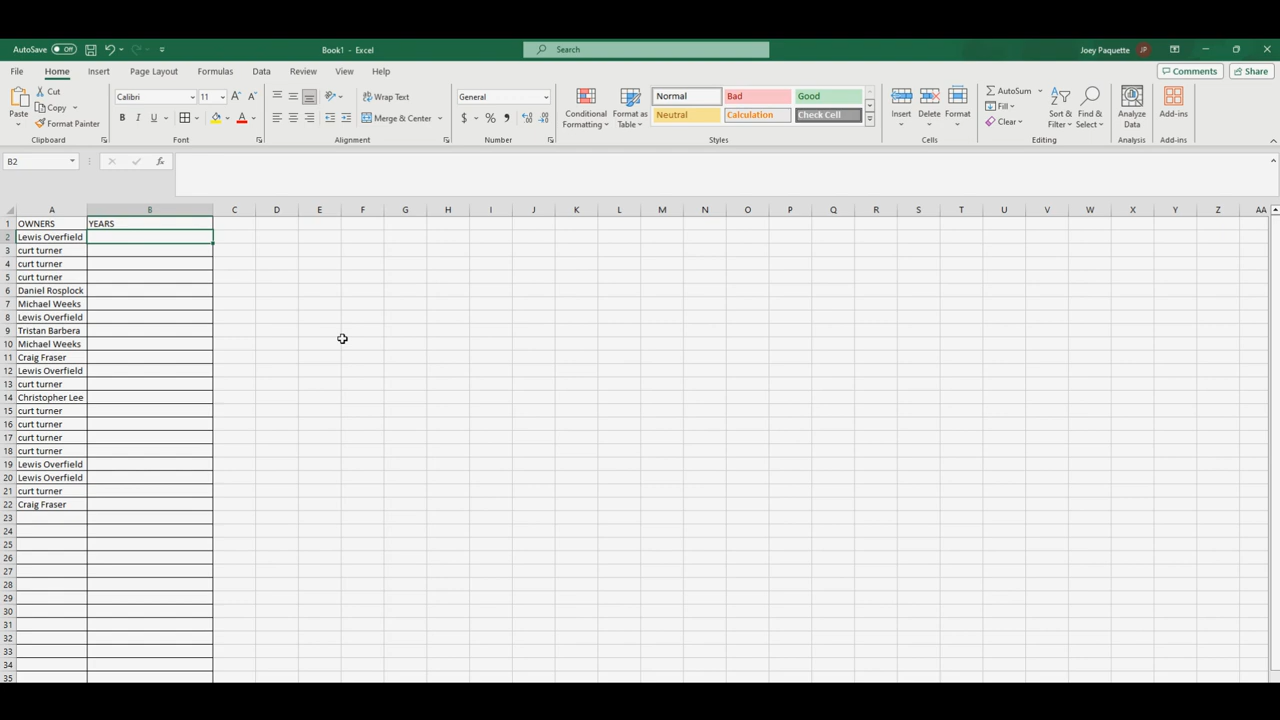 AutoSave Off Book1 - Excel Search Joey Paquette JP
File Home Insert Page Layout Formulas Data Review View Help Comments Share
Cut
Copy
Format Painter
Paste
Clipboard
Calibri 11
B I U
Font
Wrap Text
Merge & Center
Alignment
General
$ % ,
Number
Conditional Formatting
Format as Table
Normal Bad Good
Neutral Calculation Check Cell
Styles
Insert Delete Format
Cells
AutoSum
Fill
Clear
Sort & Filter
Find & Select
Editing
Analyze Data
Analysis
Add-ins
Add-ins
B2 fx
A B C D E F G H I J K L M N O P Q R S T U V W X Y Z AA
1 OWNERS YEARS
2 Lewis Overfield
3 curt turner
4 curt turner
5 curt turner
6 Daniel Rosplock
7 Michael Weeks
8 Lewis Overfield
9 Tristan Barbera
10 Michael Weeks
11 Craig Fraser
12 Lewis Overfield
13 curt turner
14 Christopher Lee
15 curt turner
16 curt turner
17 curt turner
18 curt turner
19 Lewis Overfield
20 Lewis Overfield
21 curt turner
22 Craig Fraser
23
24
25
26
27
28
29
30
31
32
33
34
35